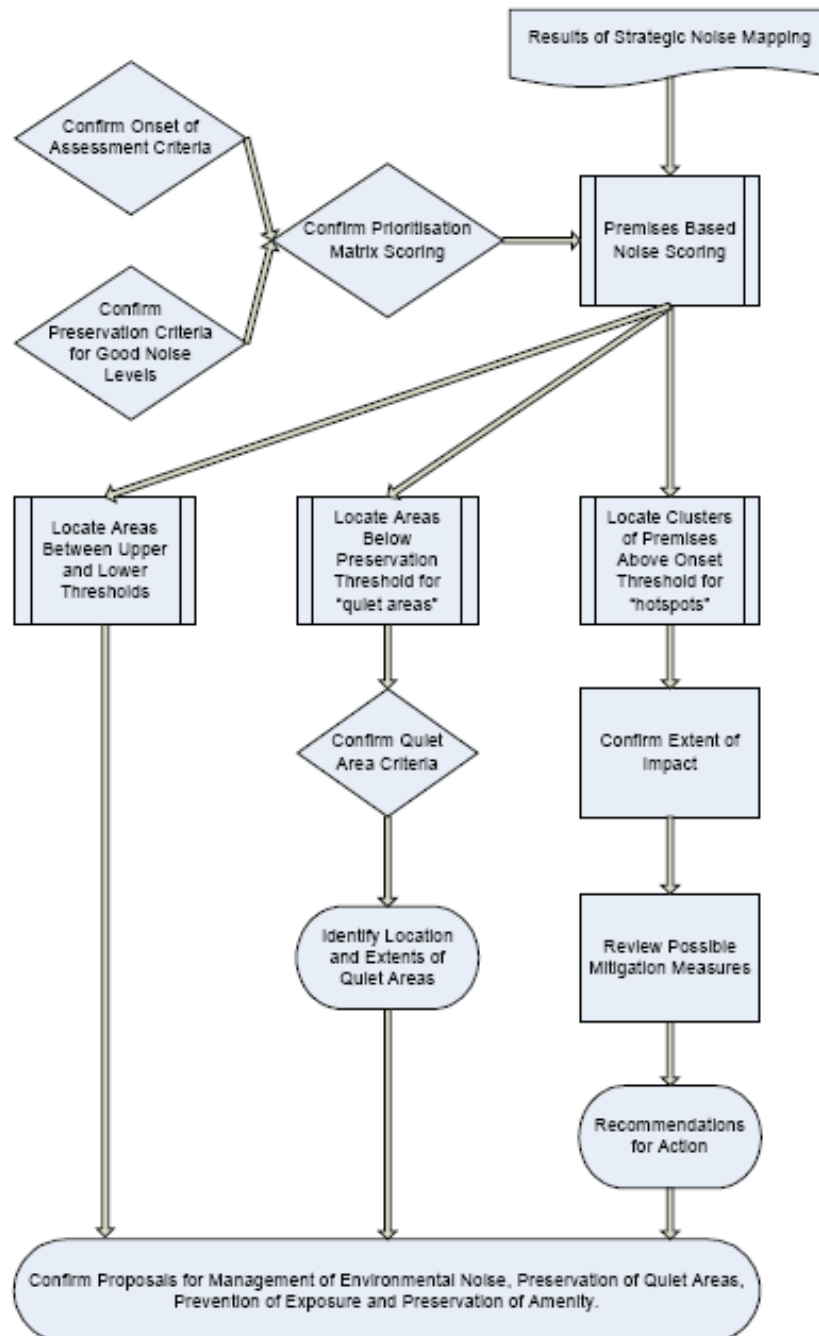 Results of Strategic Noise Mapping
Confirm Onset of
Assessment Criteria
Confirm Prioritisation
Matrix Scoring
Premises Based
Noise Scoring
Confirm
Preservation Criteria
for Good Noise
Levels
Locate Areas
Between Upper
and Lower
Thresholds
Locate Areas
Below
Preservation
Threshold for
“quiet areas”
Locate Clusters
of Premises
Above Onset
Threshold for
“hotspots”
Confirm Quiet
Area Criteria
Confirm Extent of
Impact
Identify Location
and Extents of
Quiet Areas
Review Possible
Mitigation Measures
Recommendations
for Action
Confirm Proposals for Management of Environmental Noise, Preservation of Quiet Areas,
Prevention of Exposure and Preservation of Amenity.